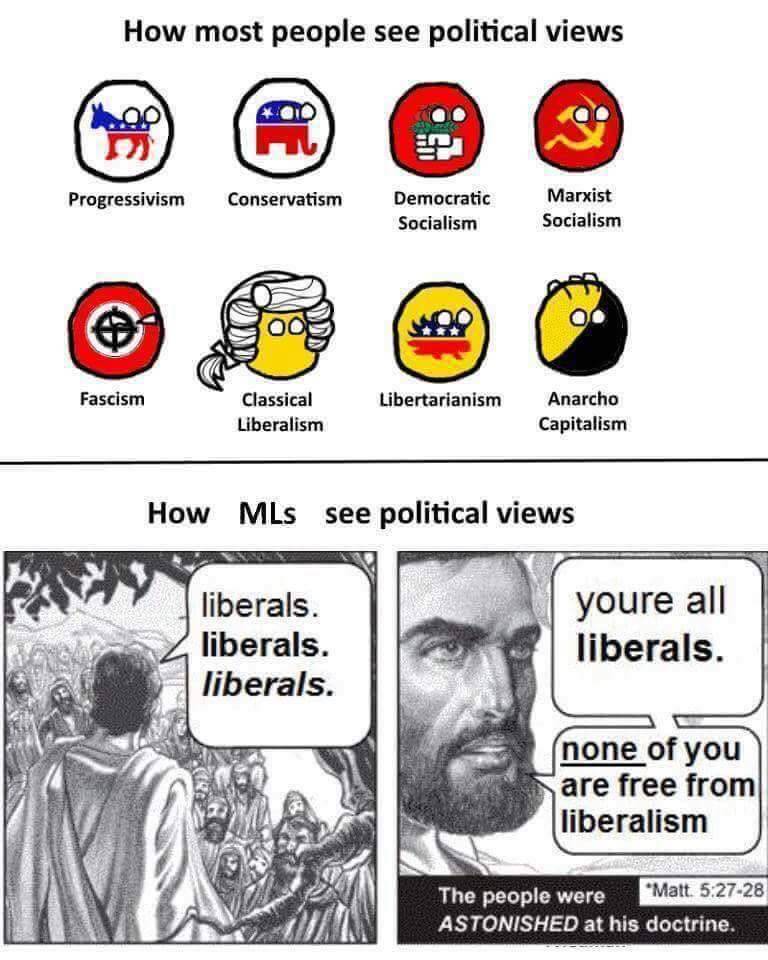 How most people see political views
Progressivism
Conservatism
Democratic
Socialism
Marxist
Socialism
Fascism
Classical
Liberalism
Libertarianism
Anarcho
Capitalism
How MLs see political views
liberals.
liberals.
liberals.
youre all
liberals.
none of you
are free from
liberalism
The people were
*Matt. 5:27-28
ASTONISHED at his doctrine.